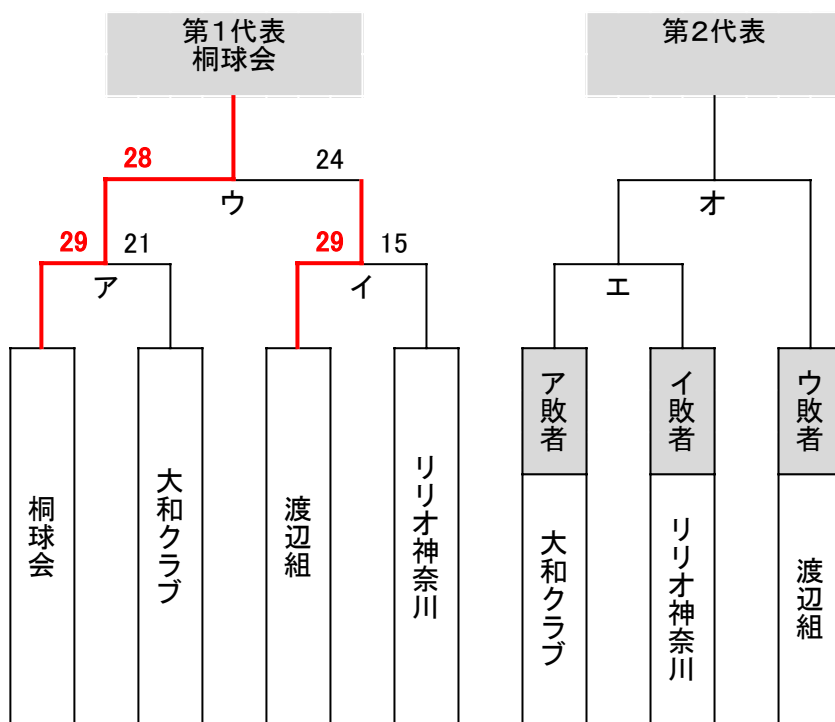 第1代表
桐球会
第2代表
28
24
ウ
オ
29
21
29
15
ア
イ
エ
ア敗者
イ敗者
ウ敗者
桐球会
大和クラブ
渡辺組
リリオ神奈川
大和クラブ
リリオ神奈川
渡辺組